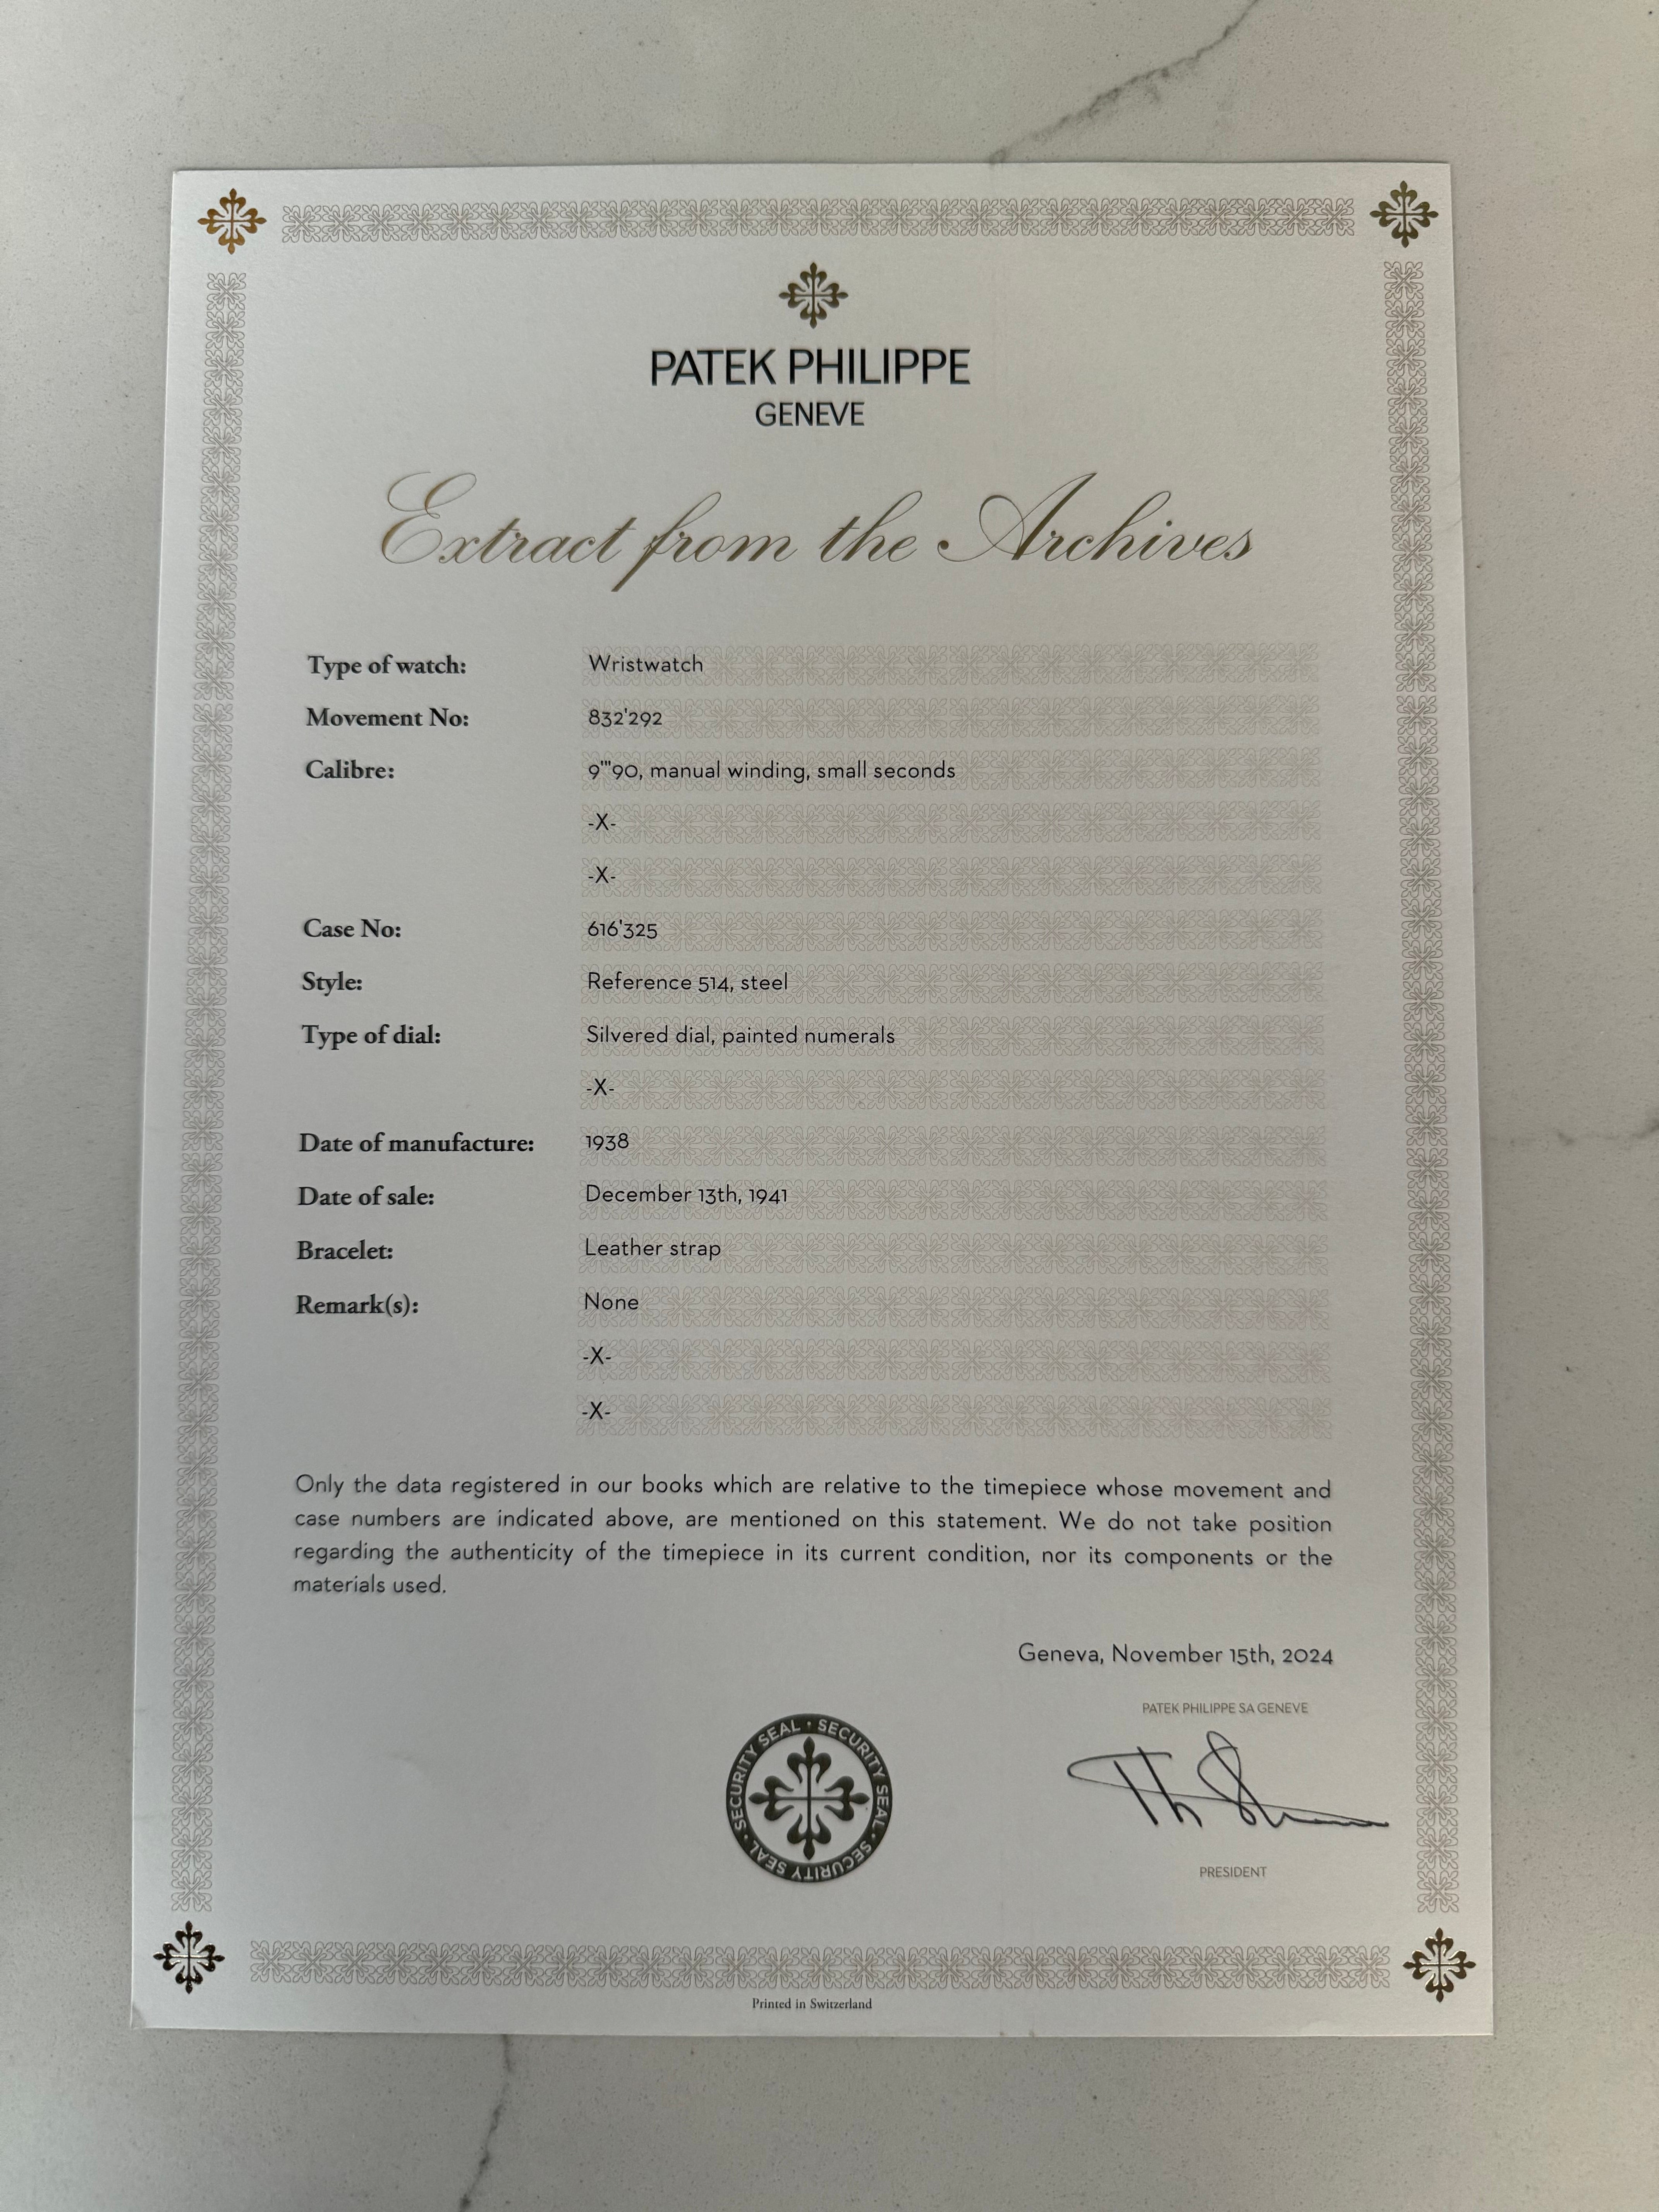 PATEK PHILIPPE
GENEVE
Extract from the Archives
Type of watch: Wristwatch
Movement No: 832'292
Calibre: 9'''90, manual winding, small seconds
-X-
-X-
Case No: 616'325
Style: Reference 514, steel
Type of dial: Silvered dial, painted numerals
-X-
Date of manufacture: 1938
Date of sale: December 13th, 1941
Bracelet: Leather strap
Remark(s): None
-X-
-X-
Only the data registered in our books which are relative to the timepiece whose movement and
case numbers are indicated above, are mentioned on this statement. We do not take position
regarding the authenticity of the timepiece in its current condition, nor its components or the
materials used.
Geneva, November 15th, 2024
PATEK PHILIPPE SA GENEVE
SECURITY SEAL • SECURITY SEAL • SECURITY SEAL •
PRESIDENT
Printed in Switzerland